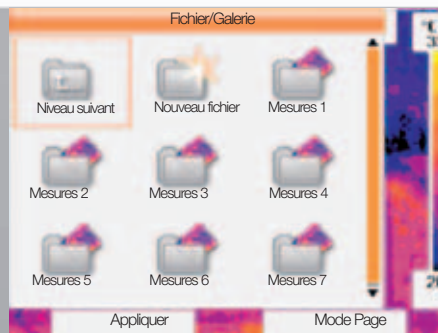 Fichier/Galerie
Niveau suivant
Nouveau fichier
Mesures 1
Mesures 2
Mesures 3
Mesures 4
Mesures 5
Mesures 6
Mesures 7
Appliquer
Mode Page